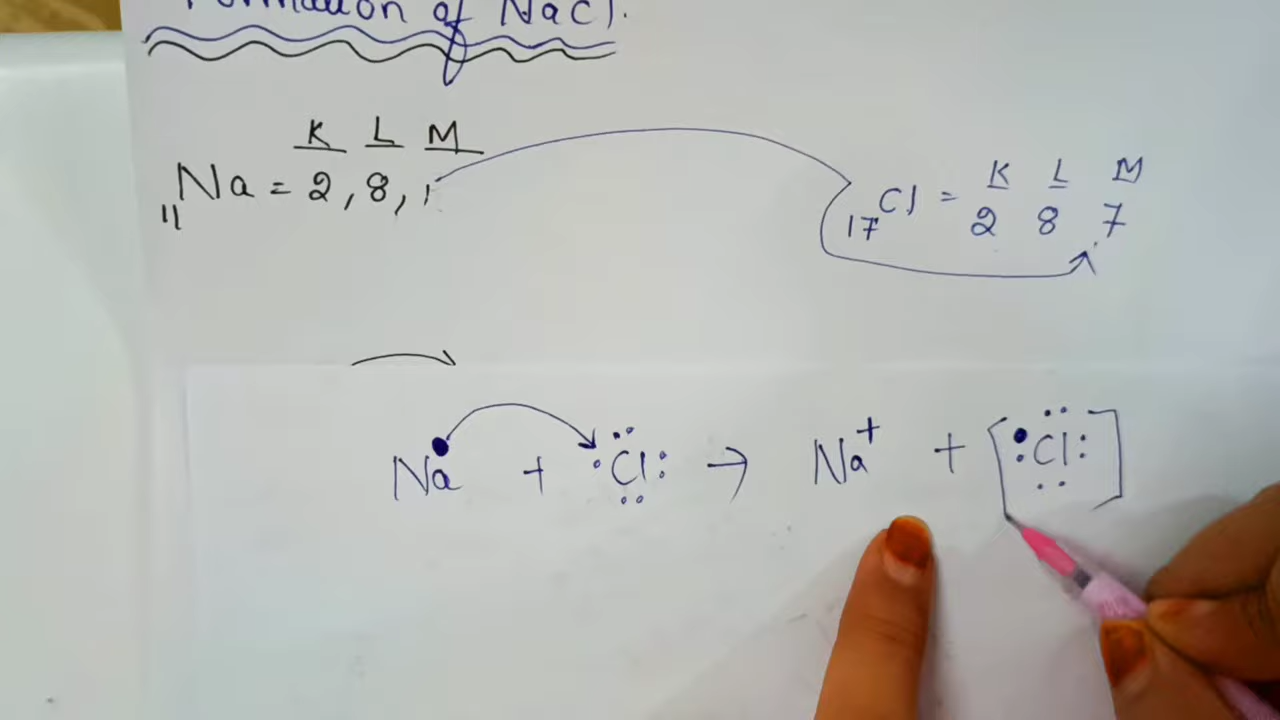 Formation of NaCl.
K L M
₁₁Na = 2, 8, 1
K L M
₁₇Cl = 2 8 7
Na + Cl → Na⁺ + [Cl]